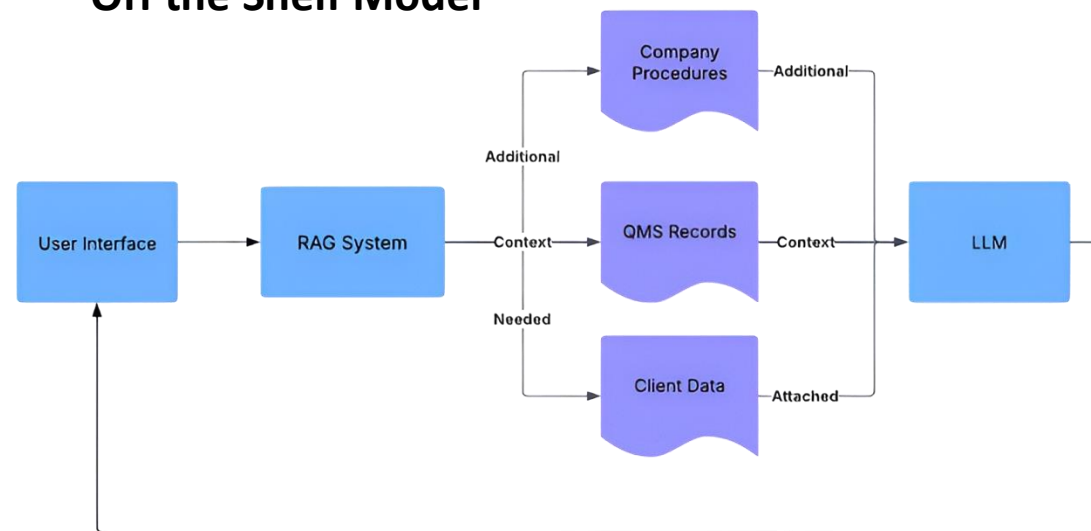 Off the Shelf Model
Company
Procedures
Additional
Additional
User Interface
RAG System
Context
QMS Records
Context
LLM
Needed
Client Data
Attached